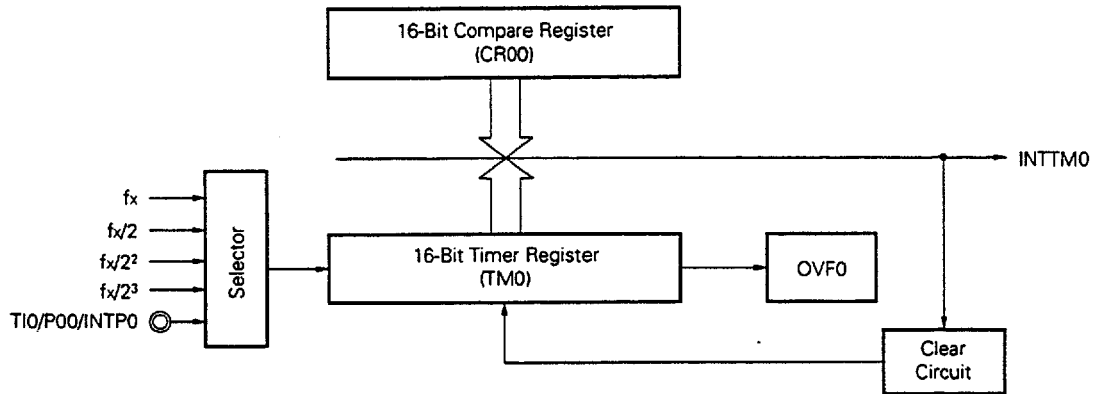 16-Bit Compare Register
(CR00)
INTTM0
fx
fx/2
fx/2²
fx/2³
TI0/P00/INTP0
Selector
16-Bit Timer Register
(TM0)
OVF0
Clear
Circuit